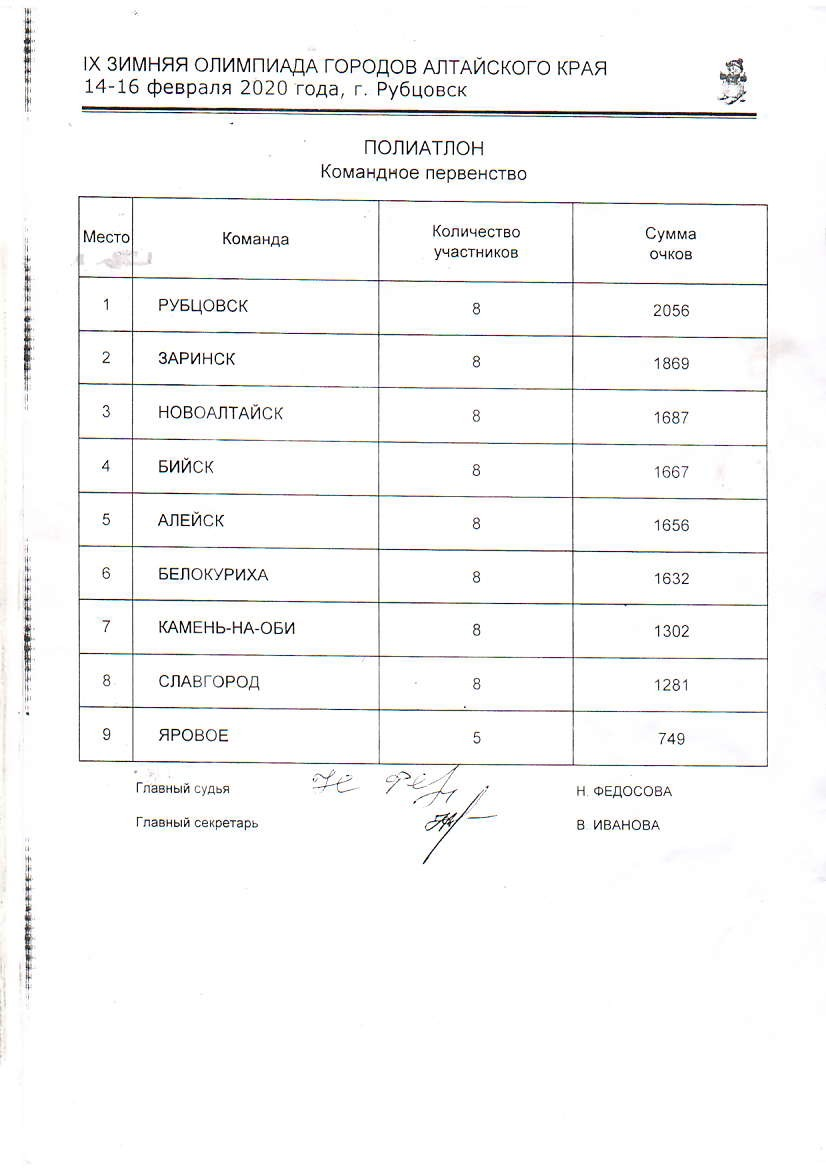 IX ЗИМНЯЯ ОЛИМПИАДА ГОРОДОВ АЛТАЙСКОГО КРАЯ
14-16 февраля 2020 года, г. Рубцовск
ПОЛИАТЛОН
Командное первенство
Место Команда Количество участников Сумма очков
1 РУБЦОВСК 8 2056
2 ЗАРИНСК 8 1869
3 НОВОАЛТАЙСК 8 1687
4 БИЙСК 8 1667
5 АЛЕЙСК 8 1656
6 БЕЛОКУРИХА 8 1632
7 КАМЕНЬ-НА-ОБИ 8 1302
8 СЛАВГОРОД 8 1281
9 ЯРОВОЕ 5 749
Главный судья Н. ФЕДОСОВА
Главный секретарь В. ИВАНОВА